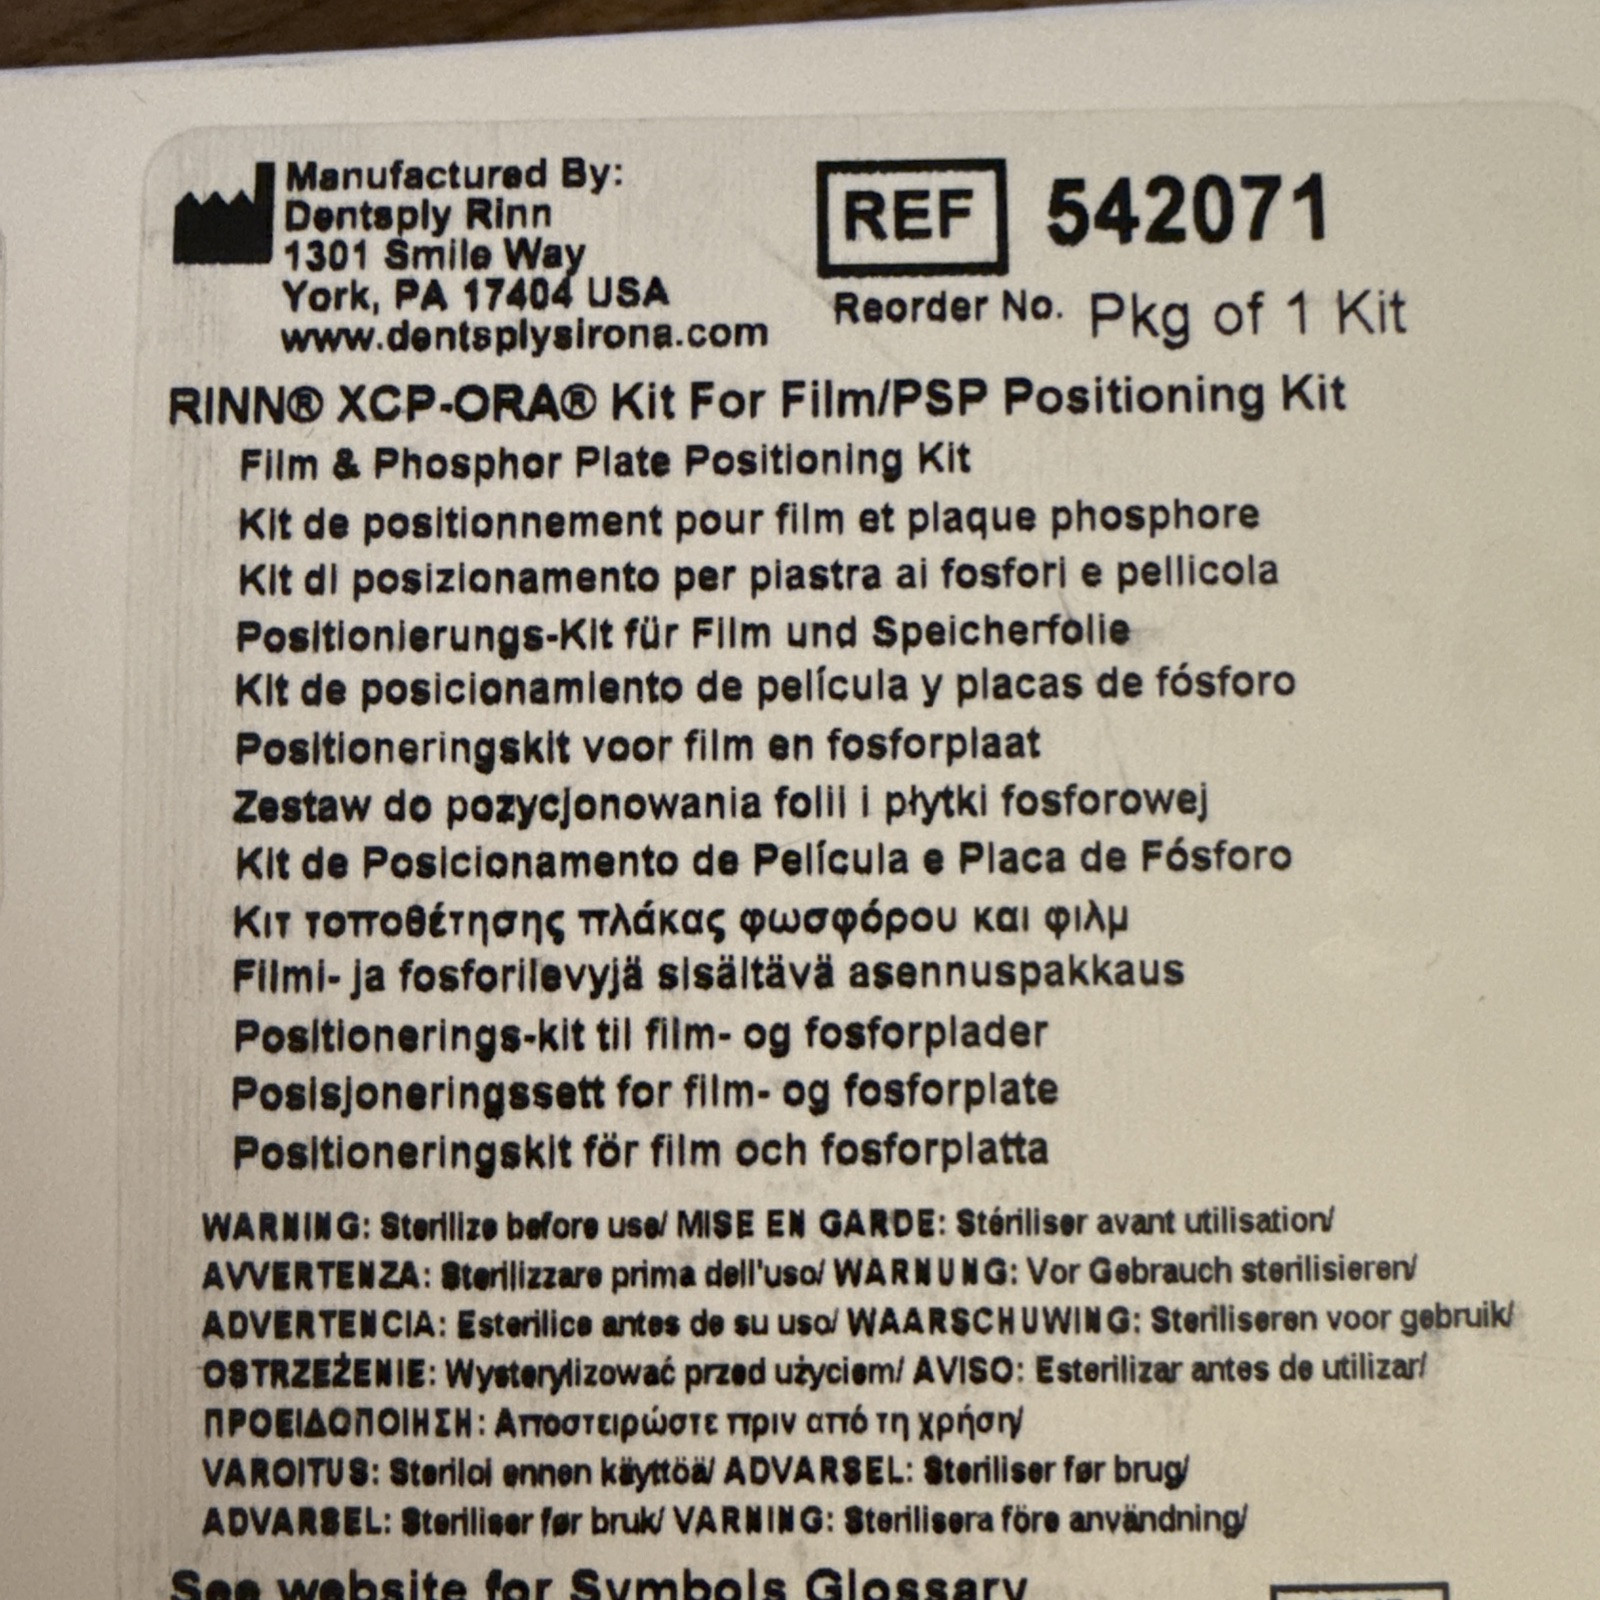 Manufactured By:
Dentsply Rinn
1301 Smile Way
York, PA 17404 USA
www.dentsplysirona.com
REF 542071
Reorder No. Pkg of 1 Kit
RINN® XCP-ORA® Kit For Film/PSP Positioning Kit
Film & Phosphor Plate Positioning Kit
Kit de positionnement pour film et plaque phosphore
Kit di posizionamento per piastra ai fosfori e pellicola
Positionierungs-Kit für Film und Speicherfolie
Kit de posicionamiento de película y placas de fósforo
Positioneringskit voor film en fosforplaat
Zestaw do pozycjonowania folii i płytki fosforowej
Kit de Posicionamento de Película e Placa de Fósforo
Κιτ τοποθέτησης πλάκας φωσφόρου και φιλμ
Filmi- ja fosforilevyjä sisältävä asennuspakkaus
Positionerings-kit til film- og fosforplader
Posisjoneringssett for film- og fosforplate
Positioneringskit för film och fosforplatta
WARNING: Sterilize before use/ MISE EN GARDE: Stériliser avant utilisation/
AVVERTENZA: Sterilizzare prima dell'uso/ WARNUNG: Vor Gebrauch sterilisieren/
ADVERTENCIA: Esterilice antes de su uso/ WAARSCHUWING: Steriliseren voor gebruik/
OSTRZEŻENIE: Wysterylizować przed użyciem/ AVISO: Esterilizar antes de utilizar/
ΠΡΟΕΙΔΟΠΟΙΗΣΗ: Αποστειρώστε πριν από τη χρήση/
VAROITUS: Steriloi ennen käyttöä/ ADVARSEL: Steriliser før brug/
ADVARSEL: Steriliser før bruk/ VARNING: Sterilisera före användning/
See website for Symbols Glossary